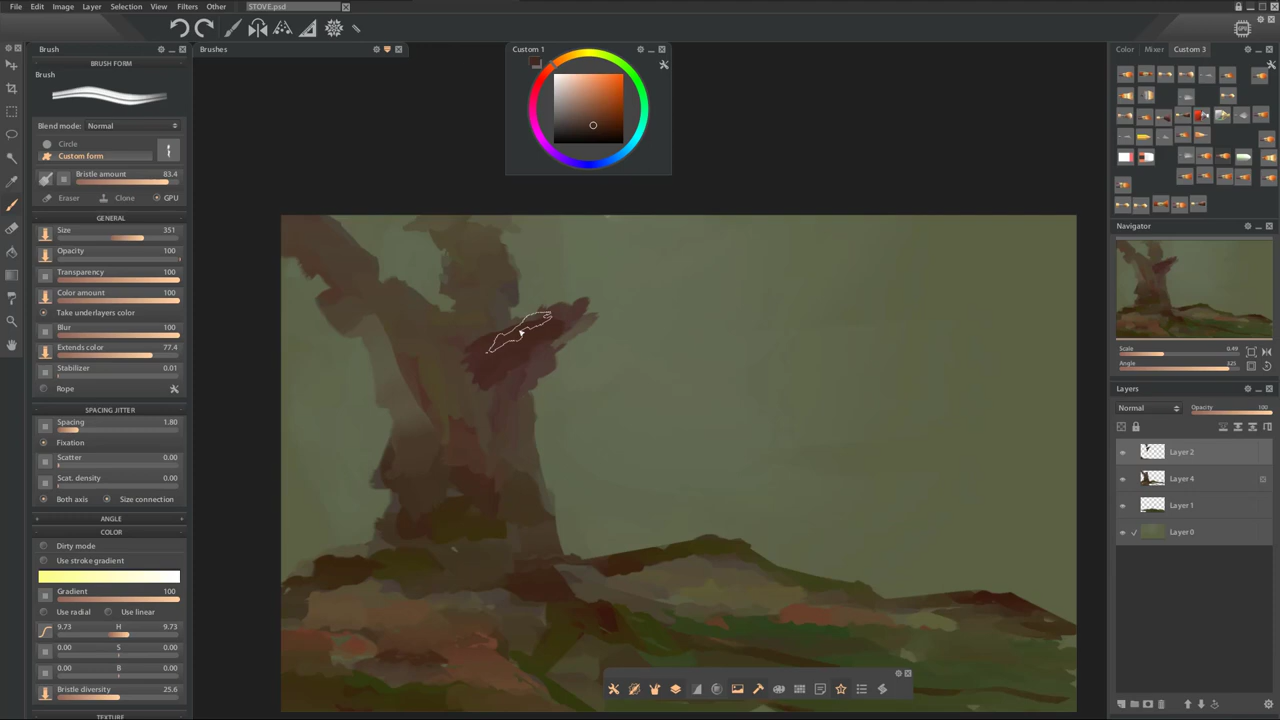 File Edit Image Layer Selection View Filters Other
STOVE.psd
Brush
BRUSH FORM
Brush
Blend mode: Normal
Circle
Custom form
Bristle amount 83.4
Eraser Clone GPU
GENERAL
Size 351
Opacity 100
Transparency 100
Color amount 100
Take underlayers color
Blur 100
Extends color 77.4
Stabilizer 0.01
Rope
SPACING JITTER
Spacing 1.80
Fixation
Scatter 0.00
Scat. density 0.00
Both axis Size connection
ANGLE
COLOR
Dirty mode
Use stroke gradient
Gradient 100
Use radial Use linear
9.73 H 9.73
0.00 S 0.00
0.00 B 0.00
Bristle diversity 25.6
TEXTURE
Brushes
Custom 1
Color Mixer Custom 3
Navigator
Scale 0.49
Angle 325
Layers
Normal Opacity 100
Layer 2
Layer 4
Layer 1
Layer 0